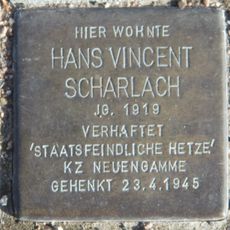 HIER WOHNTE
HANS VINCENT
SCHARLACH
JG. 1919
VERHAFTET
'STAATSFEINDLICHE HETZE'
KZ NEUENGAMME
GEHENKT 23.4.1945